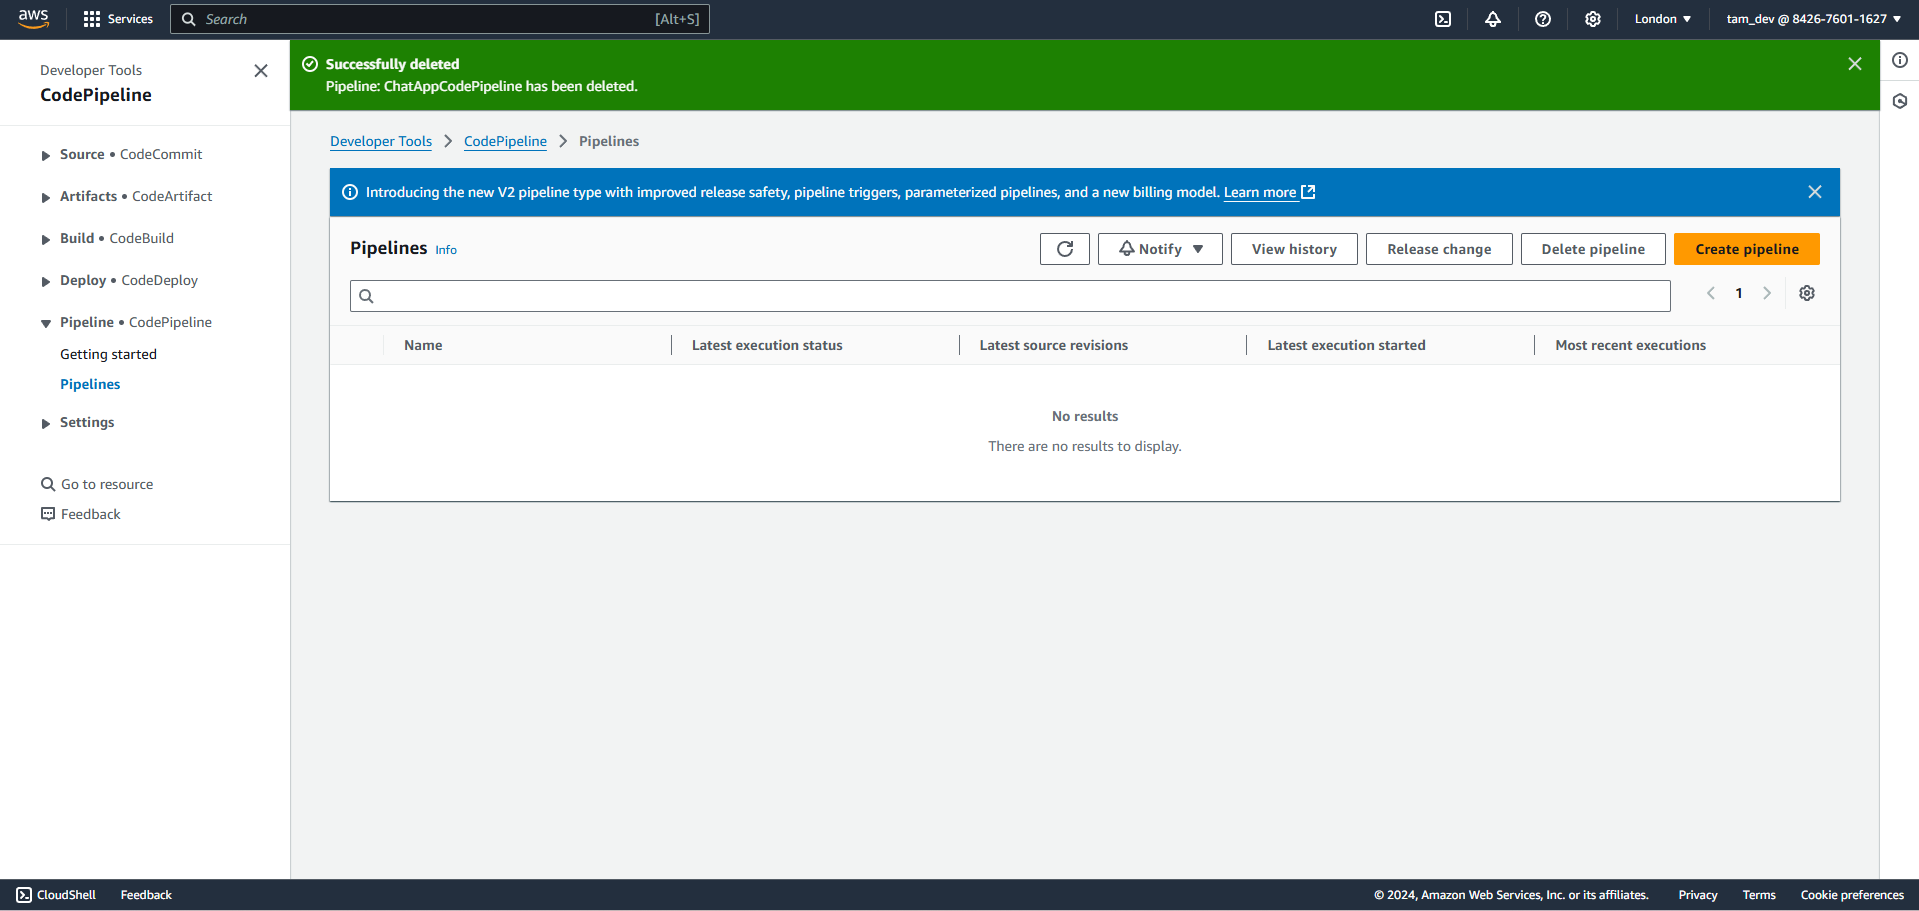 aws
Services
Search
[Alt+S]
London
tam_dev @ 8426-7601-1627
Developer Tools
CodePipeline
Source • CodeCommit
Artifacts • CodeArtifact
Build • CodeBuild
Deploy • CodeDeploy
Pipeline • CodePipeline
Getting started
Pipelines
Settings
Go to resource
Feedback
Successfully deleted
Pipeline: ChatAppCodePipeline has been deleted.
Developer Tools
CodePipeline
Pipelines
Introducing the new V2 pipeline type with improved release safety, pipeline triggers, parameterized pipelines, and a new billing model. Learn more
Pipelines Info
Notify
View history
Release change
Delete pipeline
Create pipeline
1
Name
Latest execution status
Latest source revisions
Latest execution started
Most recent executions
No results
There are no results to display.
CloudShell
Feedback
© 2024, Amazon Web Services, Inc. or its affiliates.
Privacy
Terms
Cookie preferences